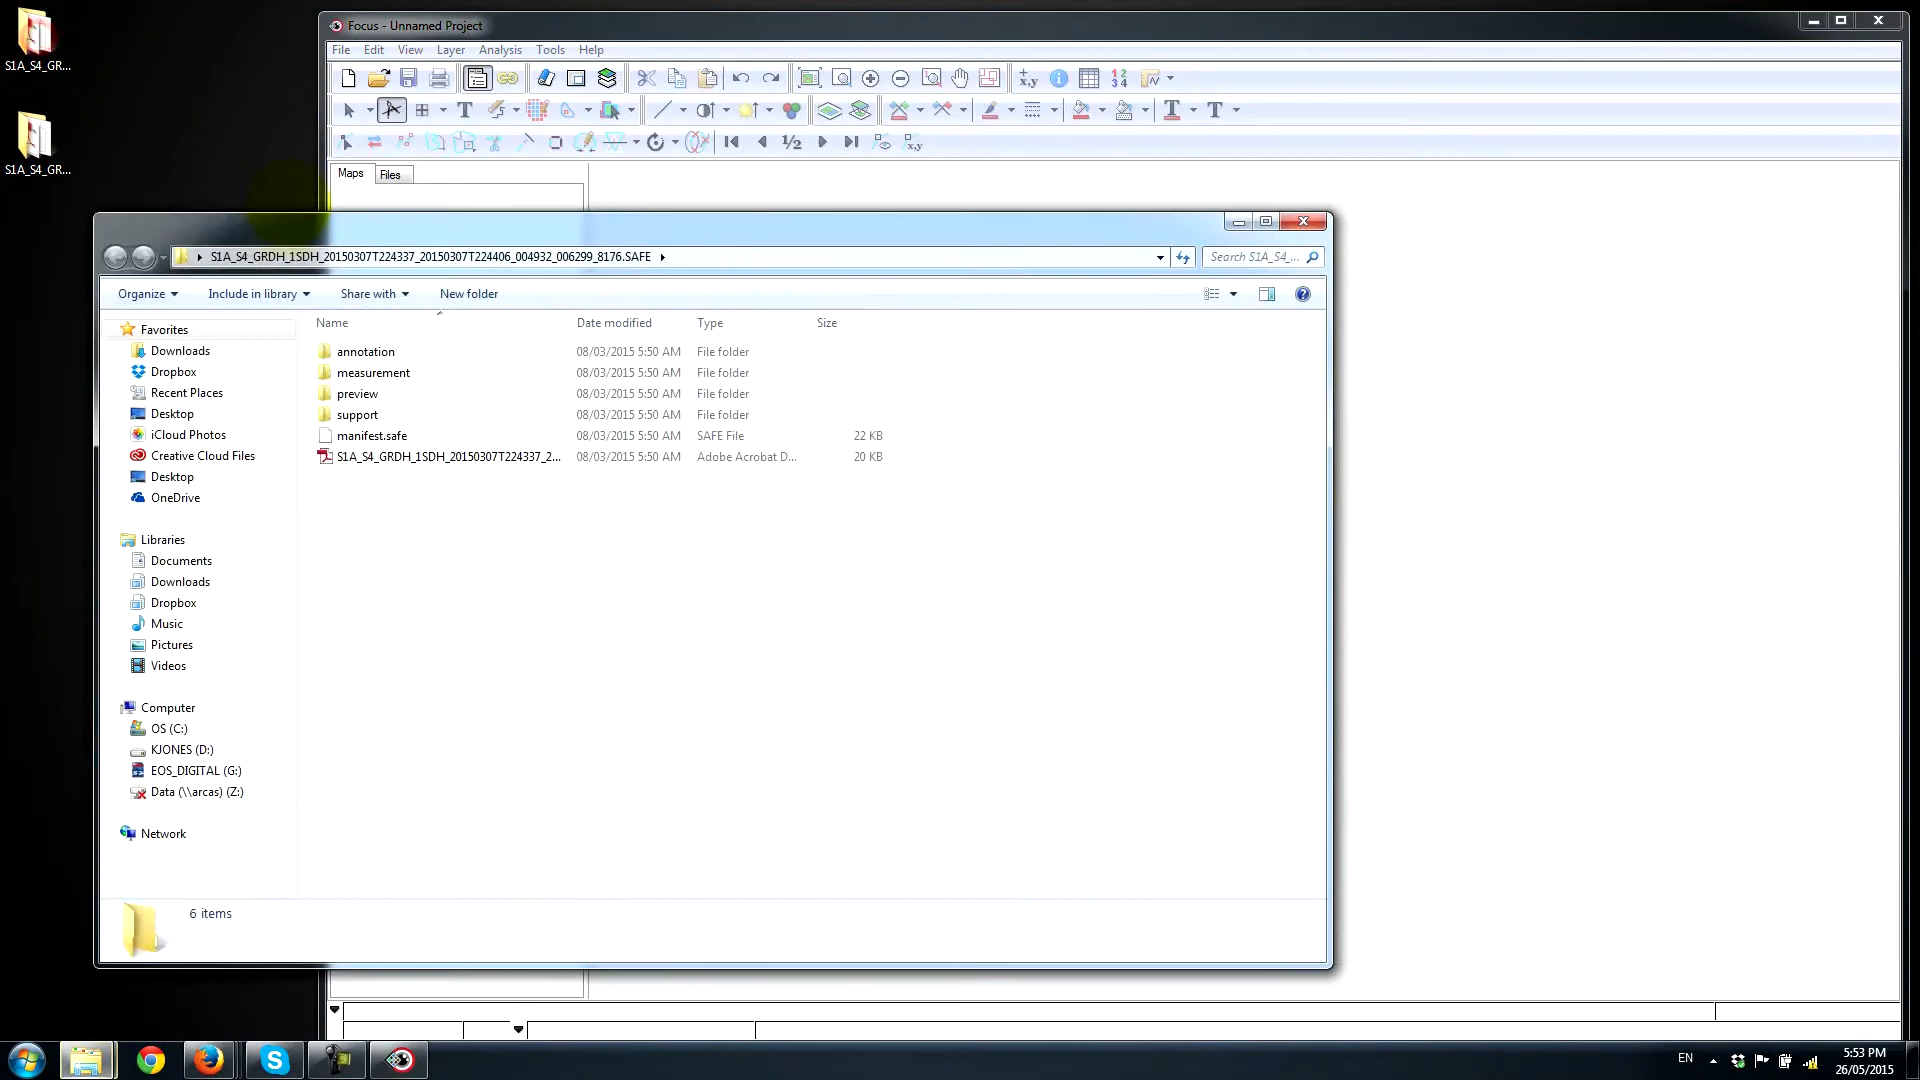 S1A_S4_GR...
S1A_S4_GR...
Focus - Unnamed Project
File Edit View Layer Analysis Tools Help
Maps Files
S1A_S4_GRDH_1SDH_20150307T224337_20150307T224406_004932_006299_8176.SAFE
Search S1A_S4_...
Organize Include in library Share with New folder
Name Date modified Type Size
annotation 08/03/2015 5:50 AM File folder
measurement 08/03/2015 5:50 AM File folder
preview 08/03/2015 5:50 AM File folder
support 08/03/2015 5:50 AM File folder
manifest.safe 08/03/2015 5:50 AM SAFE File 22 KB
S1A_S4_GRDH_1SDH_20150307T224337_2... 08/03/2015 5:50 AM Adobe Acrobat D... 20 KB
Favorites
Downloads
Dropbox
Recent Places
Desktop
iCloud Photos
Creative Cloud Files
Desktop
OneDrive
Libraries
Documents
Downloads
Dropbox
Music
Pictures
Videos
Computer
OS (C:)
KJONES (D:)
EOS_DIGITAL (G:)
Data (\\arcas) (Z:)
Network
6 items
EN
5:53 PM
26/05/2015